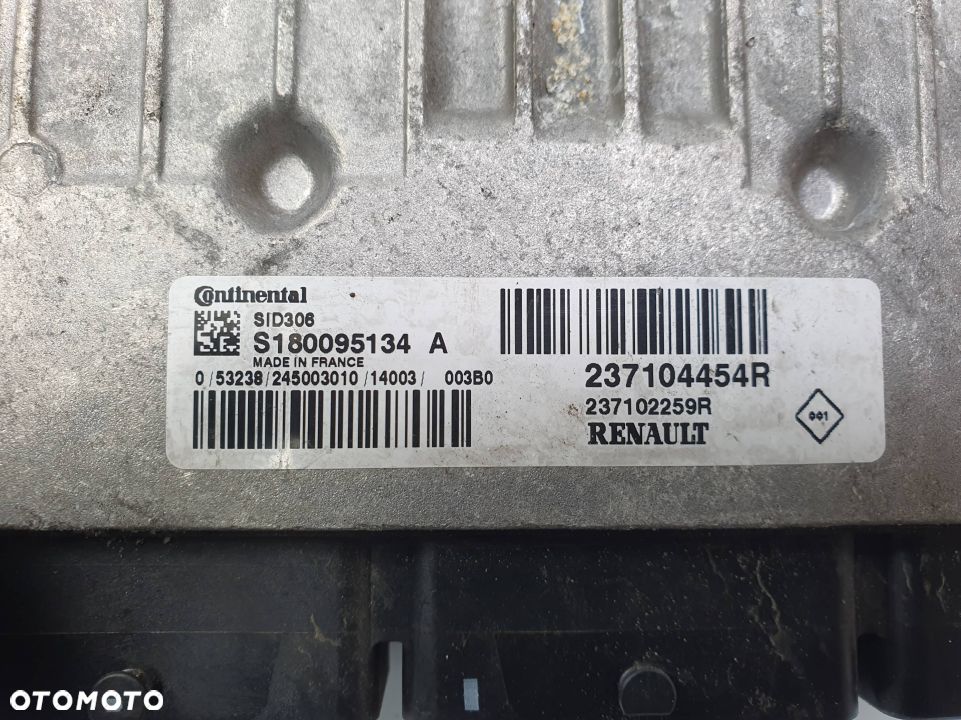 Continental
SID306
S180095134 A
MADE IN FRANCE
0/53238/245003010/14003/ 003B0
237104454R
237102259R
RENAULT
001
OTOMOTO